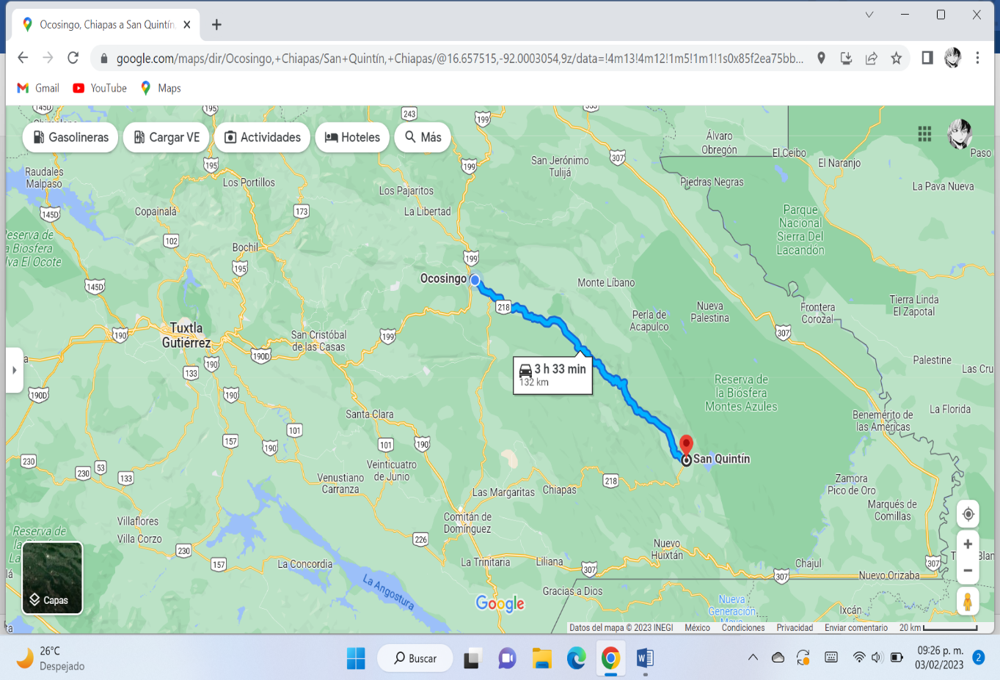 Ocosingo, Chiapas a San Quintín,
google.com/maps/dir/Ocosingo,+Chiapas/San+Quintín,+Chiapas/@16.657515,-92.0003054,9z/data=!4m13!4m12!1m5!1m1!1s0x85f2ea75bb...
Gmail YouTube Maps
145D
195
243
199
307
Gasolineras Cargar VE Actividades Hoteles Más
Álvaro
Obregón
El Ceibo
El Naranjo
Paso
195
199
San Jerónimo
Tulijá
307
Raudales
Malpaso
Los Portillos
Piedras Negras
La Pava Nueva
Los Pajaritos
145D
Copainalá
173
La Libertad
Parque
Nacional
Sierra Del
Lacandón
Reserva de
a Biósfera
lva El Ocote
102
Bochil
195
199
145D
Ocosingo
Monte Líbano
218
Perla de
Acapulco
Nueva
Palestina
Frontera
Corozal
Tierra Linda
El Zapotal
190
Tuxtla
Gutiérrez
San Cristóbal
de las Casas
199
307
190D
190
133
3 h 33 min
132 km
Palestine
Las Cru
190D
190
Reserva de
la Biósfera
Montes Azules
Santa Clara
Benemérito de
las Américas
La Florida
101
157
190
101
190
San Quintín
230
230
53
133
Veinticuatro
de Junio
Venustiano
Carranza
Las Margaritas
Chiapas
218
Zamora
Pico de Oro
Marqués de
Comillas
Reserva de
Villaflores
Villa Corzo
Comitán de
Domínguez
230
226
157
La Concordia
La Trinitaria
Liliana
307
Nuevo
Huixtán
Chajul
307
Nuevo Orizaba
307
La Angostura
Gracias a Dios
Nueva
Generación
Ixcán
Capas
Google
Datos del mapa © 2023 INEGI México Condiciones Privacidad Enviar comentario 20 km
26°C
Despejado
Buscar
09:26 p. m.
03/02/2023
2